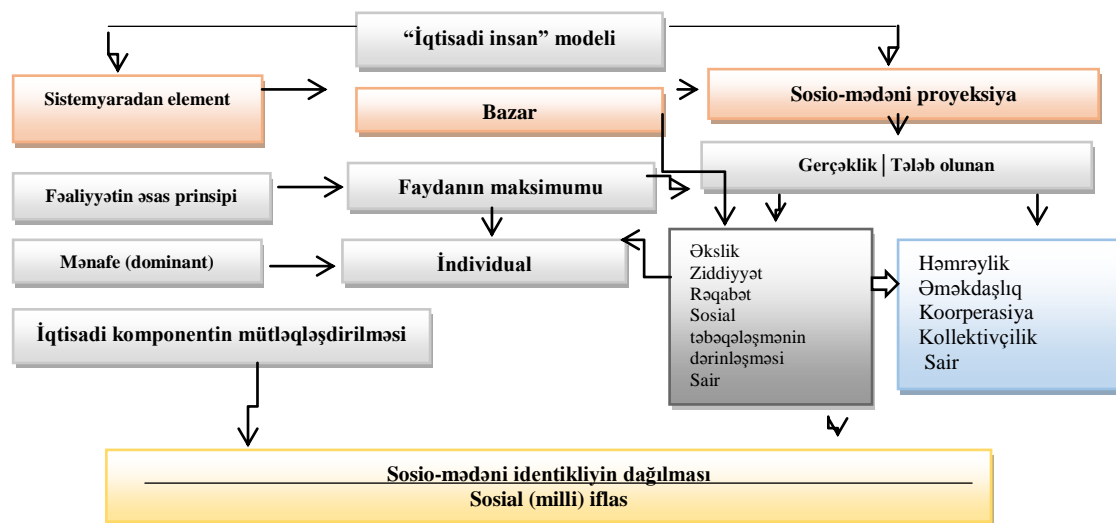 “İqtisadi insan” modeli
Sistemyaradan element
Bazar
Sosio-mədəni proyeksiya
Gerçəklik | Tələb olunan
Fəaliyyətin əsas prinsipi
Faydanın maksimumu
Mənafe (dominant)
İndividual
Əkslik
Ziddiyyət
Rəqabət
Sosial
təbəqələşmənin
dərinləşməsi
Sair
Həmrəylik
Əməkdaşlıq
Koorperasiya
Kollektivçilik
Sair
İqtisadi komponentin mütləqləşdirilməsi
Sosio-mədəni identikliyin dağılması
Sosial (milli) iflas